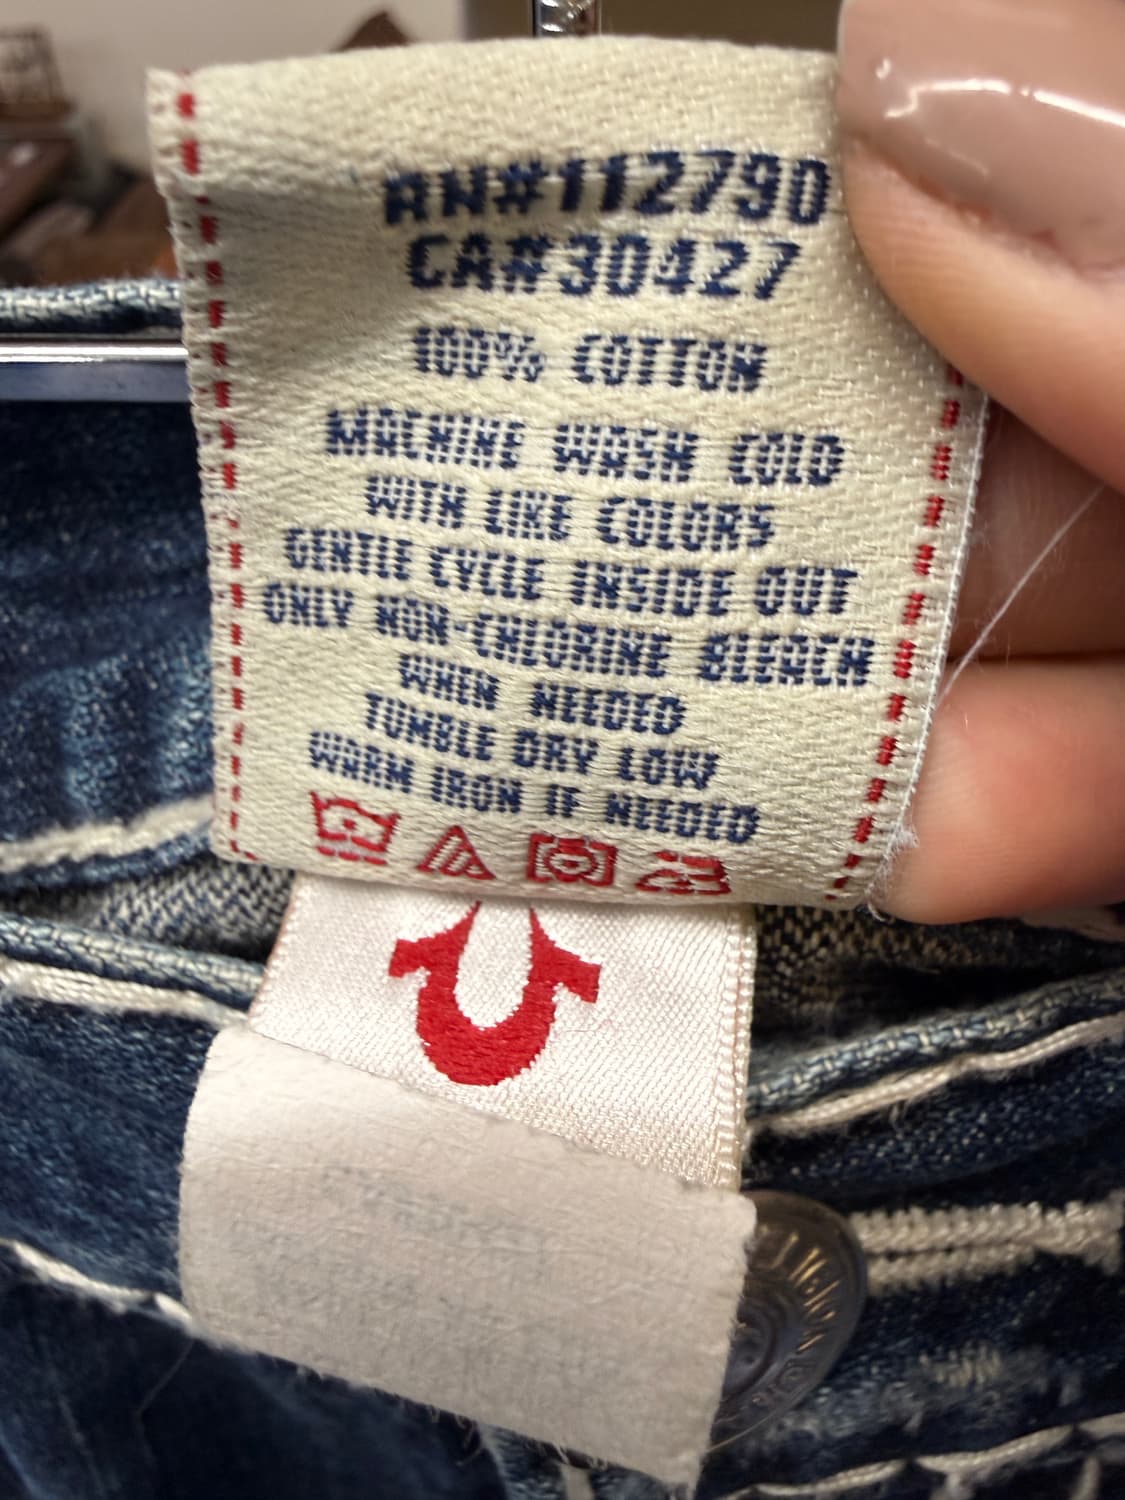 RN#112790
CA#30427
100% COTTON
MACHINE WASH COLD
WITH LIKE COLORS
GENTLE CYCLE INSIDE OUT
ONLY NON-CHLORINE BLEACH
WHEN NEEDED
TUMBLE DRY LOW
WARM IRON IF NEEDED